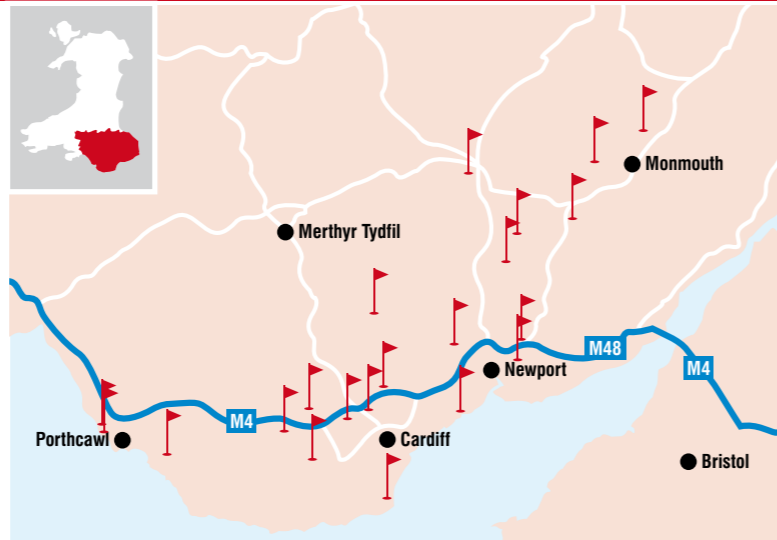 Monmouth
Merthyr Tydfil
M48
M4
Newport
M4
Porthcawl
Cardiff
Bristol